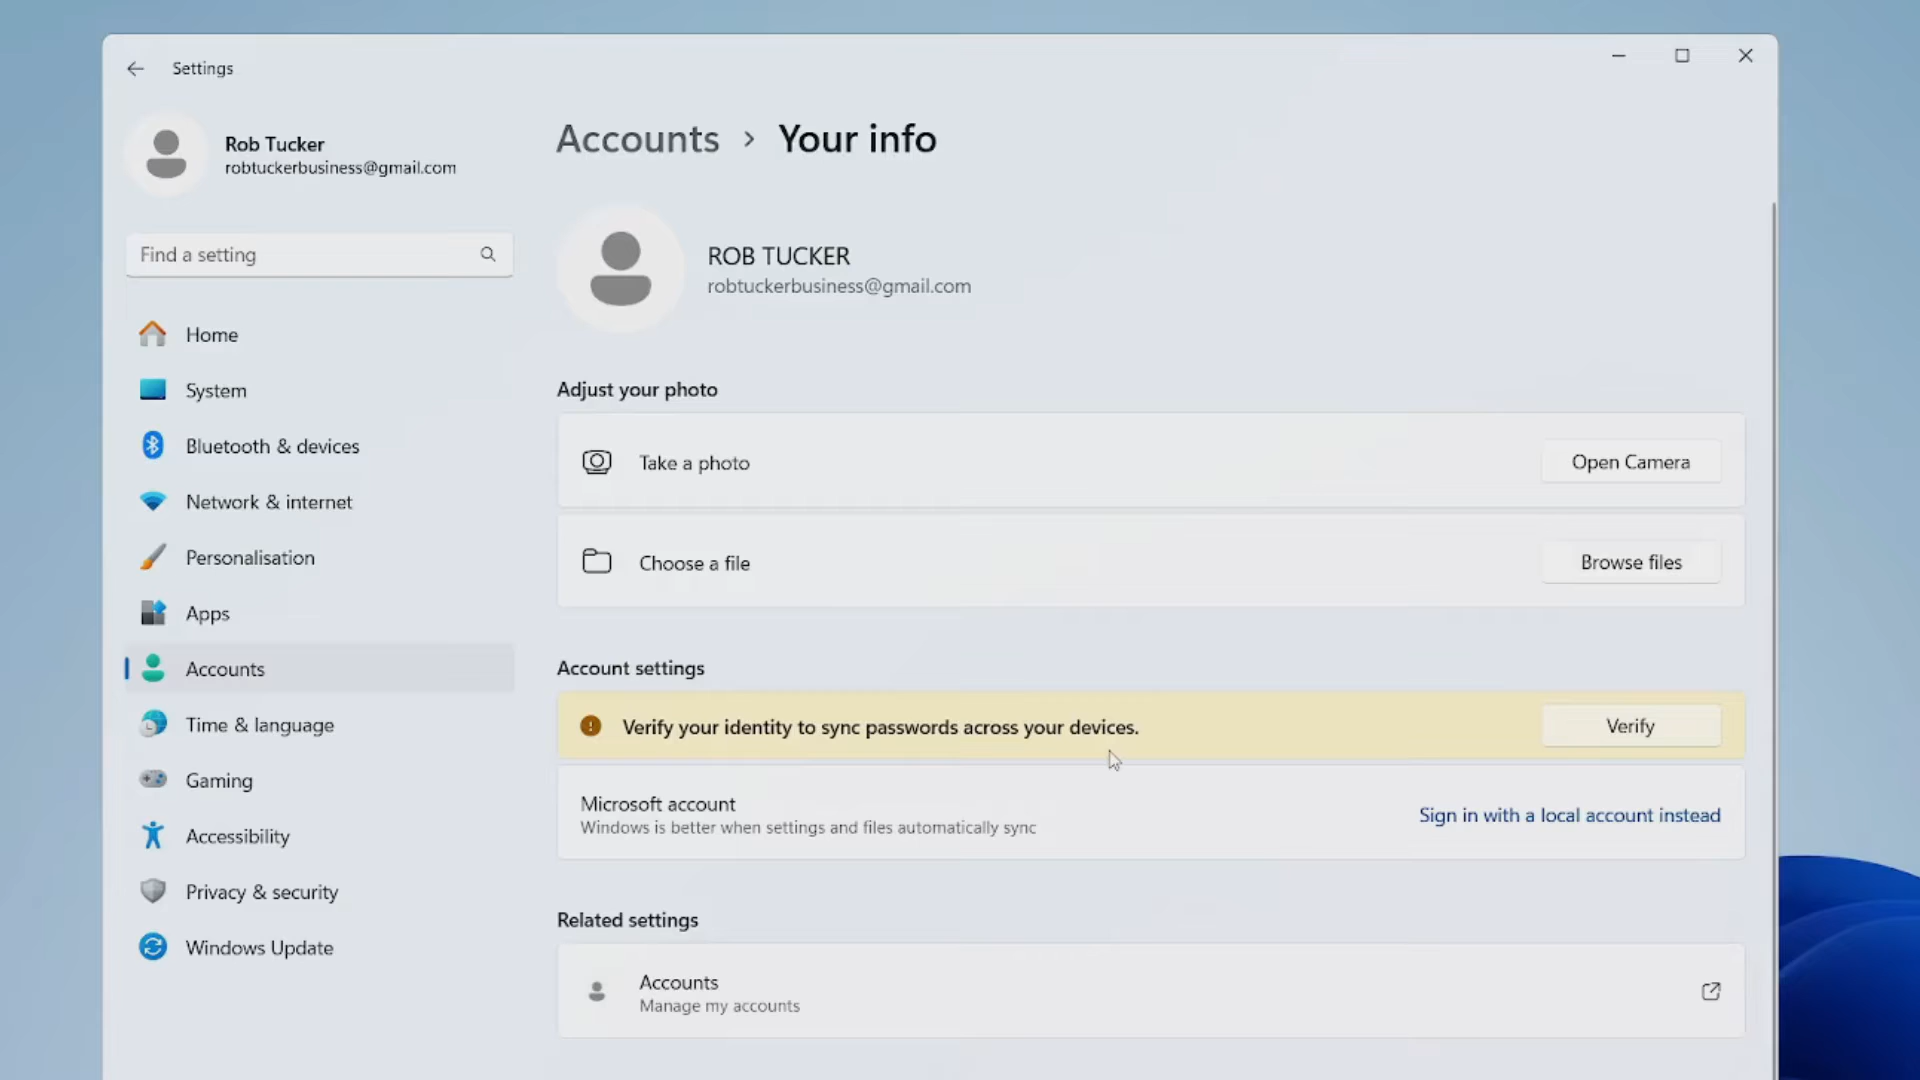 Settings
Rob Tucker
robtuckerbusiness@gmail.com
Find a setting
Home
System
Bluetooth & devices
Network & internet
Personalisation
Apps
Accounts
Time & language
Gaming
Accessibility
Privacy & security
Windows Update
Accounts > Your info
ROB TUCKER
robtuckerbusiness@gmail.com
Adjust your photo
Take a photo
Open Camera
Choose a file
Browse files
Account settings
Verify your identity to sync passwords across your devices.
Verify
Microsoft account
Windows is better when settings and files automatically sync
Sign in with a local account instead
Related settings
Accounts
Manage my accounts